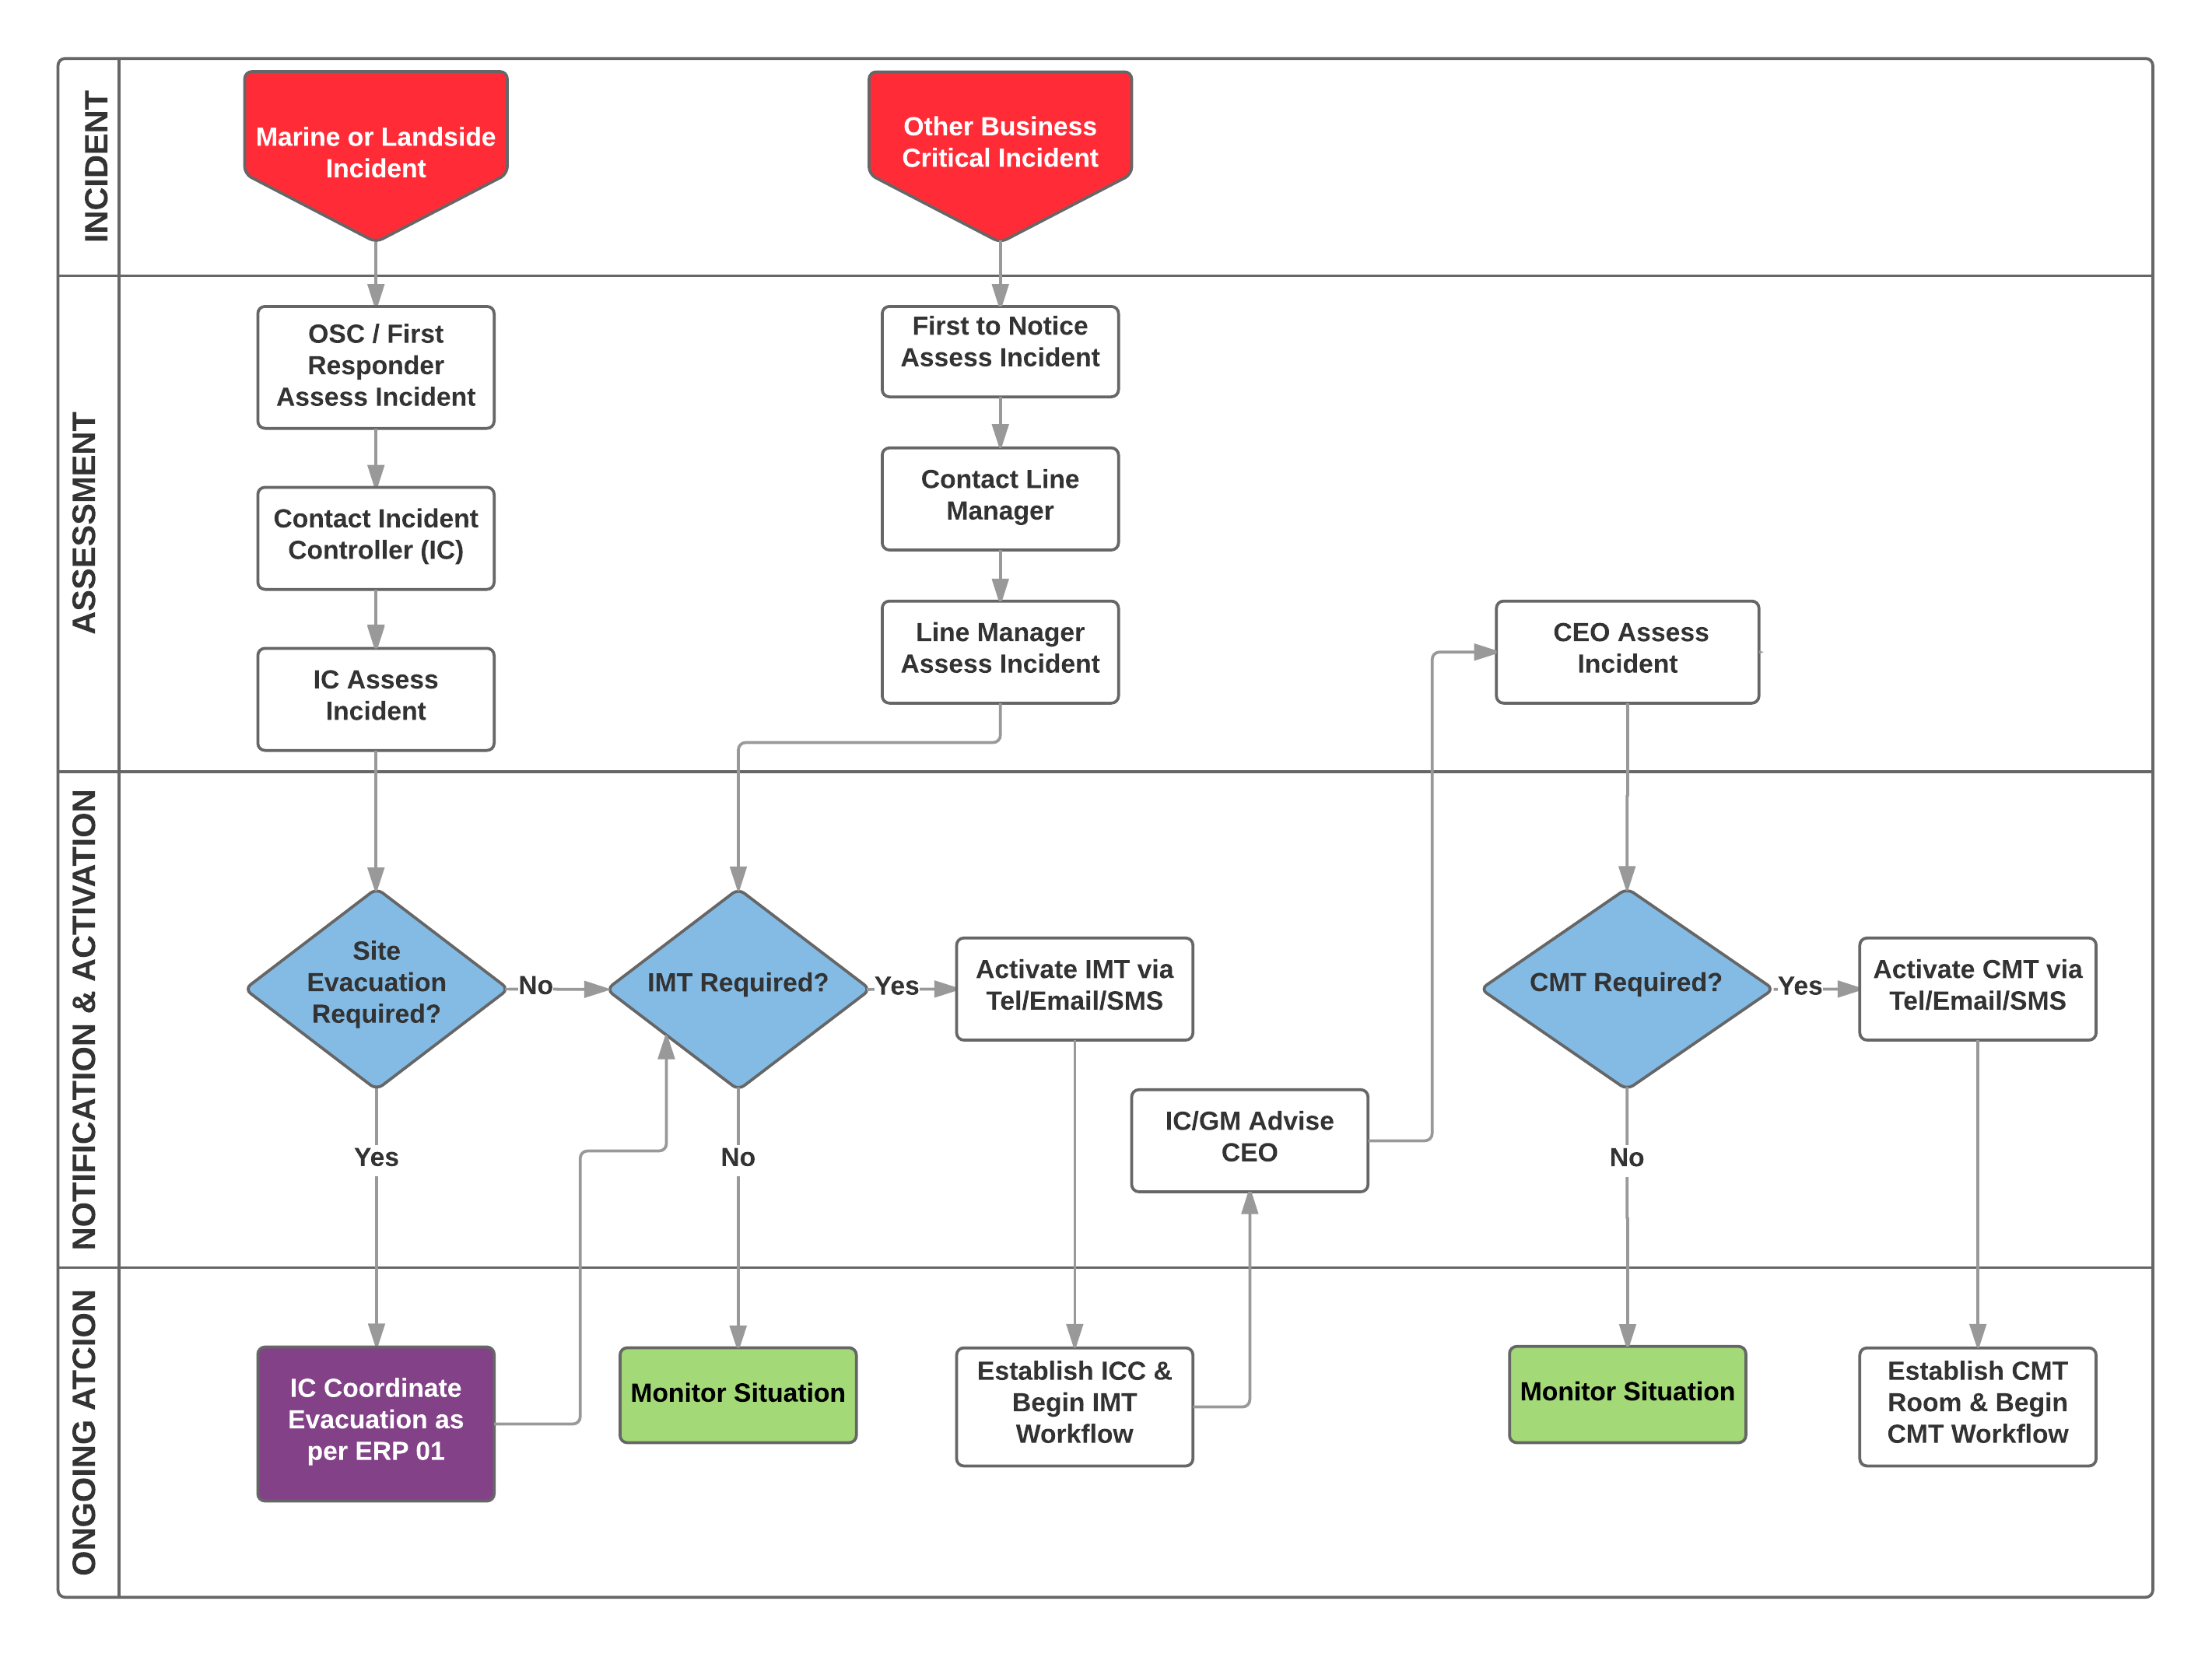 INCIDENT
Marine or Landside
Incident
Other Business
Critical Incident
ASSESSMENT
OSC / First
Responder
Assess Incident
First to Notice
Assess Incident
Contact Incident
Controller (IC)
Contact Line
Manager
IC Assess
Incident
Line Manager
Assess Incident
CEO Assess
Incident
NOTIFICATION & ACTIVATION
Site
Evacuation
Required?
No
IMT Required?
Yes
Activate IMT via
Tel/Email/SMS
CMT Required?
Yes
Activate CMT via
Tel/Email/SMS
IC/GM Advise
CEO
Yes
No
No
ONGOING ATCION
IC Coordinate
Evacuation as
per ERP 01
Monitor Situation
Establish ICC &
Begin IMT
Workflow
Monitor Situation
Establish CMT
Room & Begin
CMT Workflow